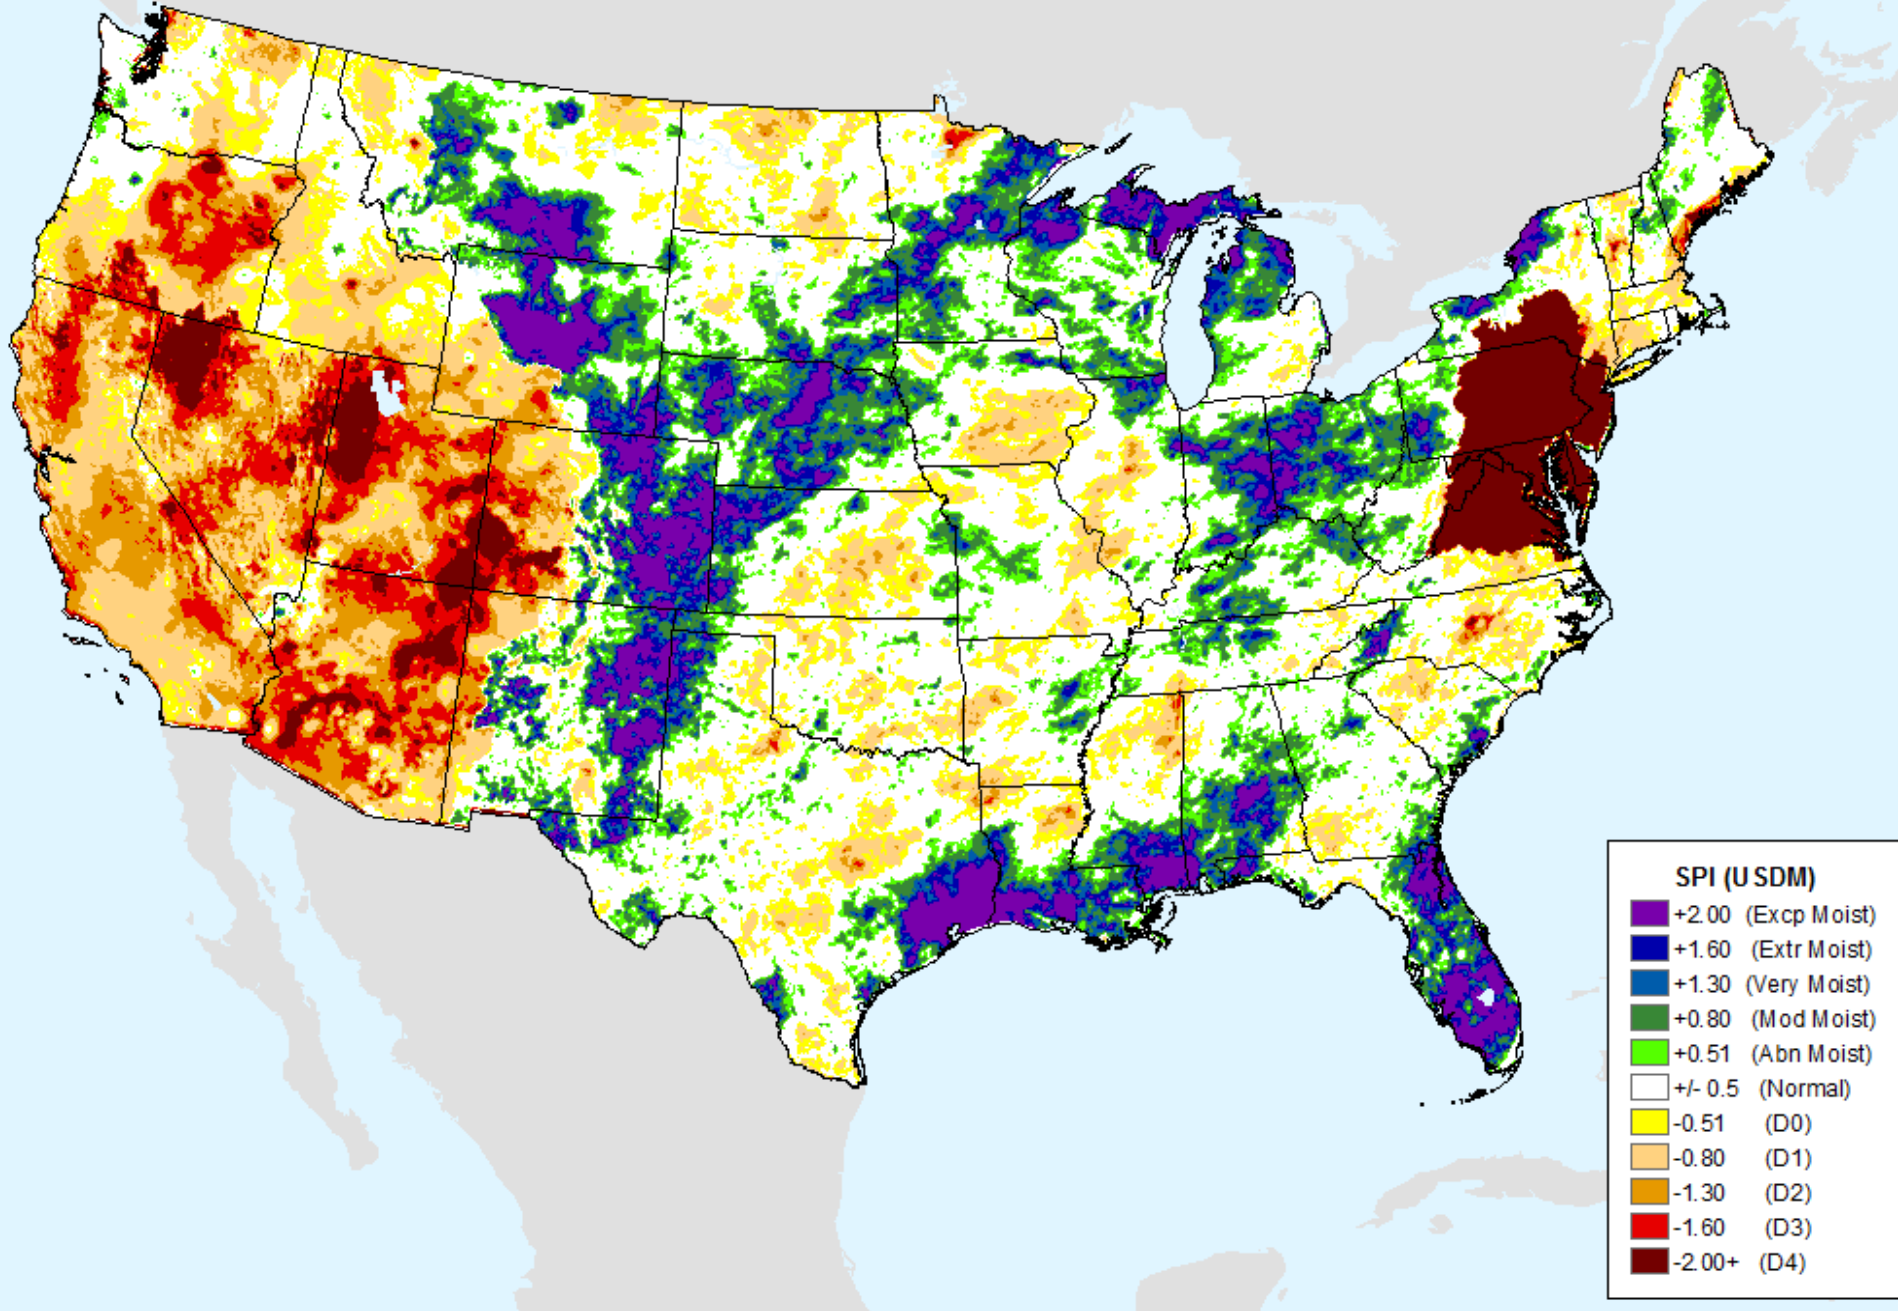 SPI (USDM)
+2.00 (Excp Moist)
+1.60 (Extr Moist)
+1.30 (Very Moist)
+0.80 (Mod Moist)
+0.51 (Abn Moist)
+/- 0.5 (Normal)
-0.51 (D0)
-0.80 (D1)
-1.30 (D2)
-1.60 (D3)
-2.00+ (D4)